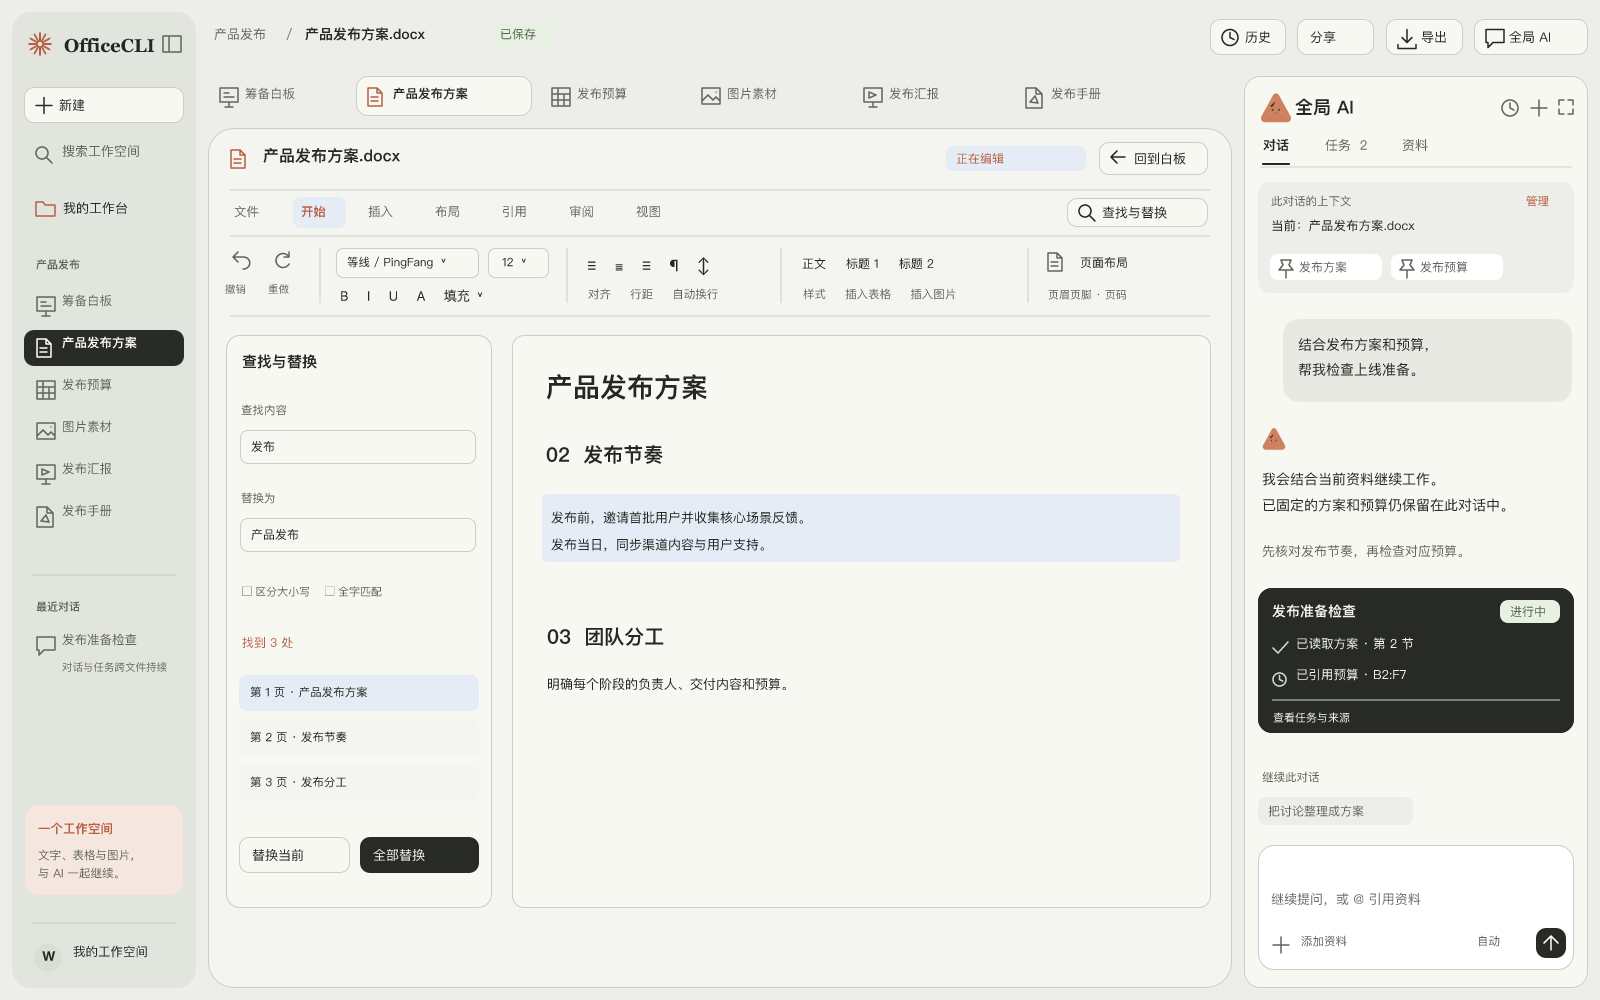 OfficeCLI
新建
搜索工作空间
我的工作台
产品发布
筹备白板
产品发布方案
发布预算
图片素材
发布汇报
发布手册
最近对话
发布准备检查
对话与任务跨文件持续
一个工作空间
文字、表格与图片，
与 AI 一起继续。
W 我的工作空间
产品发布 / 产品发布方案.docx 已保存
历史 分享 导出 全局 AI
筹备白板 产品发布方案 发布预算 图片素材 发布汇报 发布手册
产品发布方案.docx 正在编辑 回到白板
文件 开始 插入 布局 引用 审阅 视图 查找与替换
撤销 重做
等线 / PingFang ˅ 12 ˅
B I U A 填充 ˅
¶
对齐 行距 自动换行
正文 标题 1 标题 2
样式 插入表格 插入图片
页面布局
页眉页脚 · 页码
查找与替换
查找内容
发布
替换为
产品发布
☐ 区分大小写 ☐ 全字匹配
找到 3 处
第 1 页 · 产品发布方案
第 2 页 · 发布节奏
第 3 页 · 发布分工
替换当前 全部替换
产品发布方案
02 发布节奏
发布前，邀请首批用户并收集核心场景反馈。
发布当日，同步渠道内容与用户支持。
03 团队分工
明确每个阶段的负责人、交付内容和预算。
全局 AI
对话 任务 2 资料
此对话的上下文 管理
当前：产品发布方案.docx
发布方案 发布预算
结合发布方案和预算，
帮我检查上线准备。
我会结合当前资料继续工作。
已固定的方案和预算仍保留在此对话中。
先核对发布节奏，再检查对应预算。
发布准备检查 进行中
已读取方案 · 第 2 节
已引用预算 · B2:F7
查看任务与来源
继续此对话
把讨论整理成方案
继续提问，或 @ 引用资料
添加资料 自动